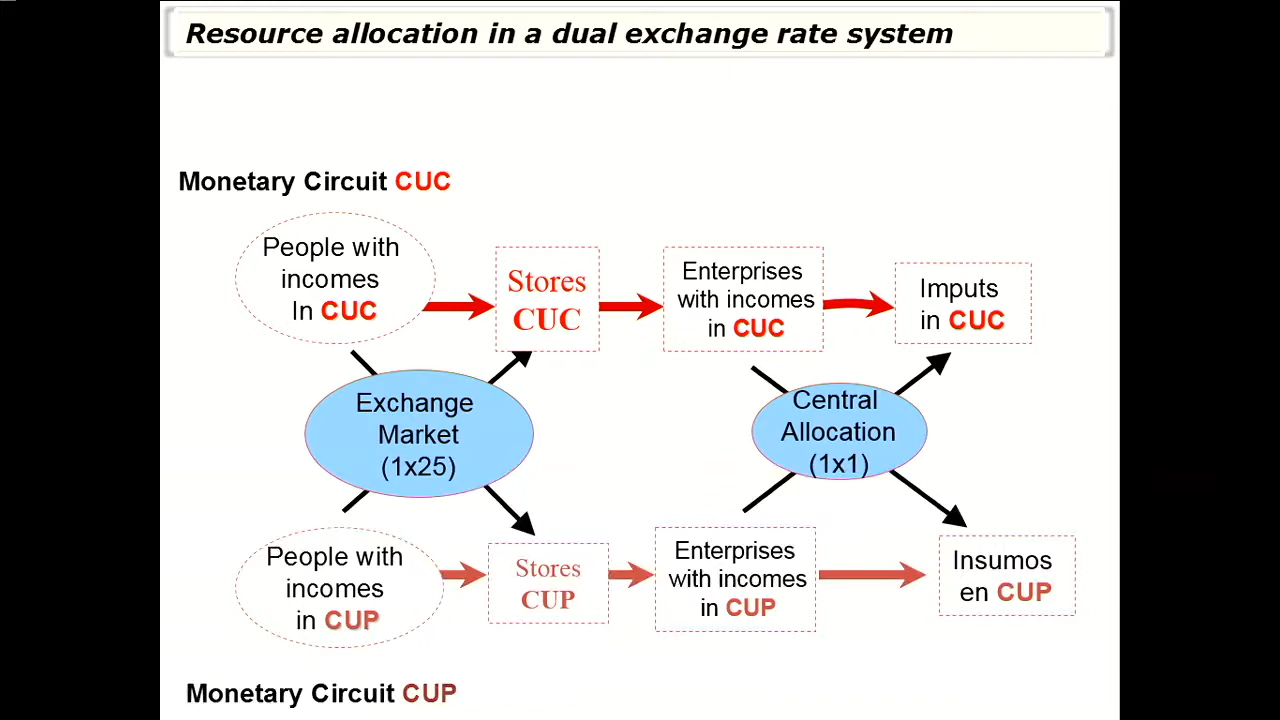 Resource allocation in a dual exchange rate system
Monetary Circuit CUC
People with
incomes
In CUC
Stores
CUC
Enterprises
with incomes
in CUC
Imputs
in CUC
Exchange
Market
(1x25)
Central
Allocation
(1x1)
People with
incomes
in CUP
Stores
CUP
Enterprises
with incomes
in CUP
Insumos
en CUP
Monetary Circuit CUP